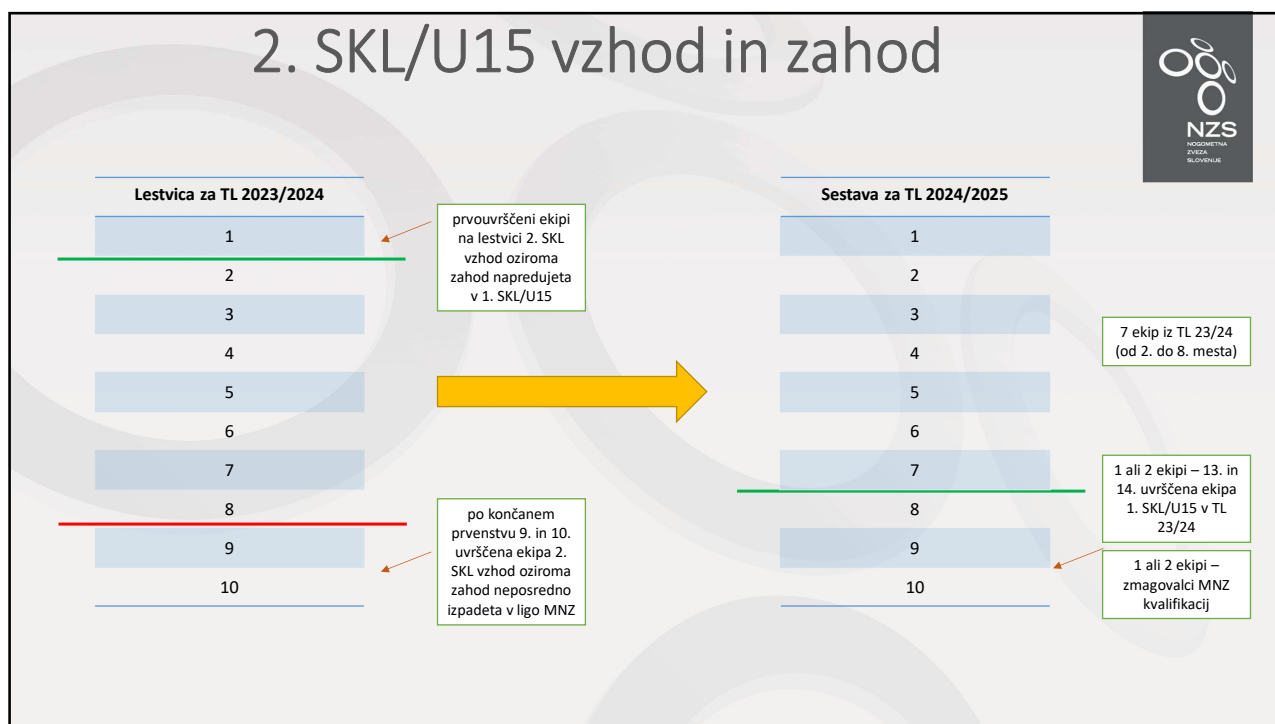 2. SKL/U15 vzhod in zahod
NZS
NOGOMETNA
ZVEZA
SLOVENIJE
Lestvica za TL 2023/2024
1
2
3
4
5
6
7
8
9
10
prvouvrščeni ekipi
na lestvici 2. SKL
vzhod oziroma
zahod napredujeta
v 1. SKL/U15
po končanem
prvenstvu 9. in 10.
uvrščena ekipa 2.
SKL vzhod oziroma
zahod neposredno
izpadeta v ligo MNZ
Sestava za TL 2024/2025
1
2
3
4
5
6
7
8
9
10
7 ekip iz TL 23/24
(od 2. do 8. mesta)
1 ali 2 ekipi – 13. in
14. uvrščena ekipa
1. SKL/U15 v TL
23/24
1 ali 2 ekipi –
zmagovalci MNZ
kvalifikacij